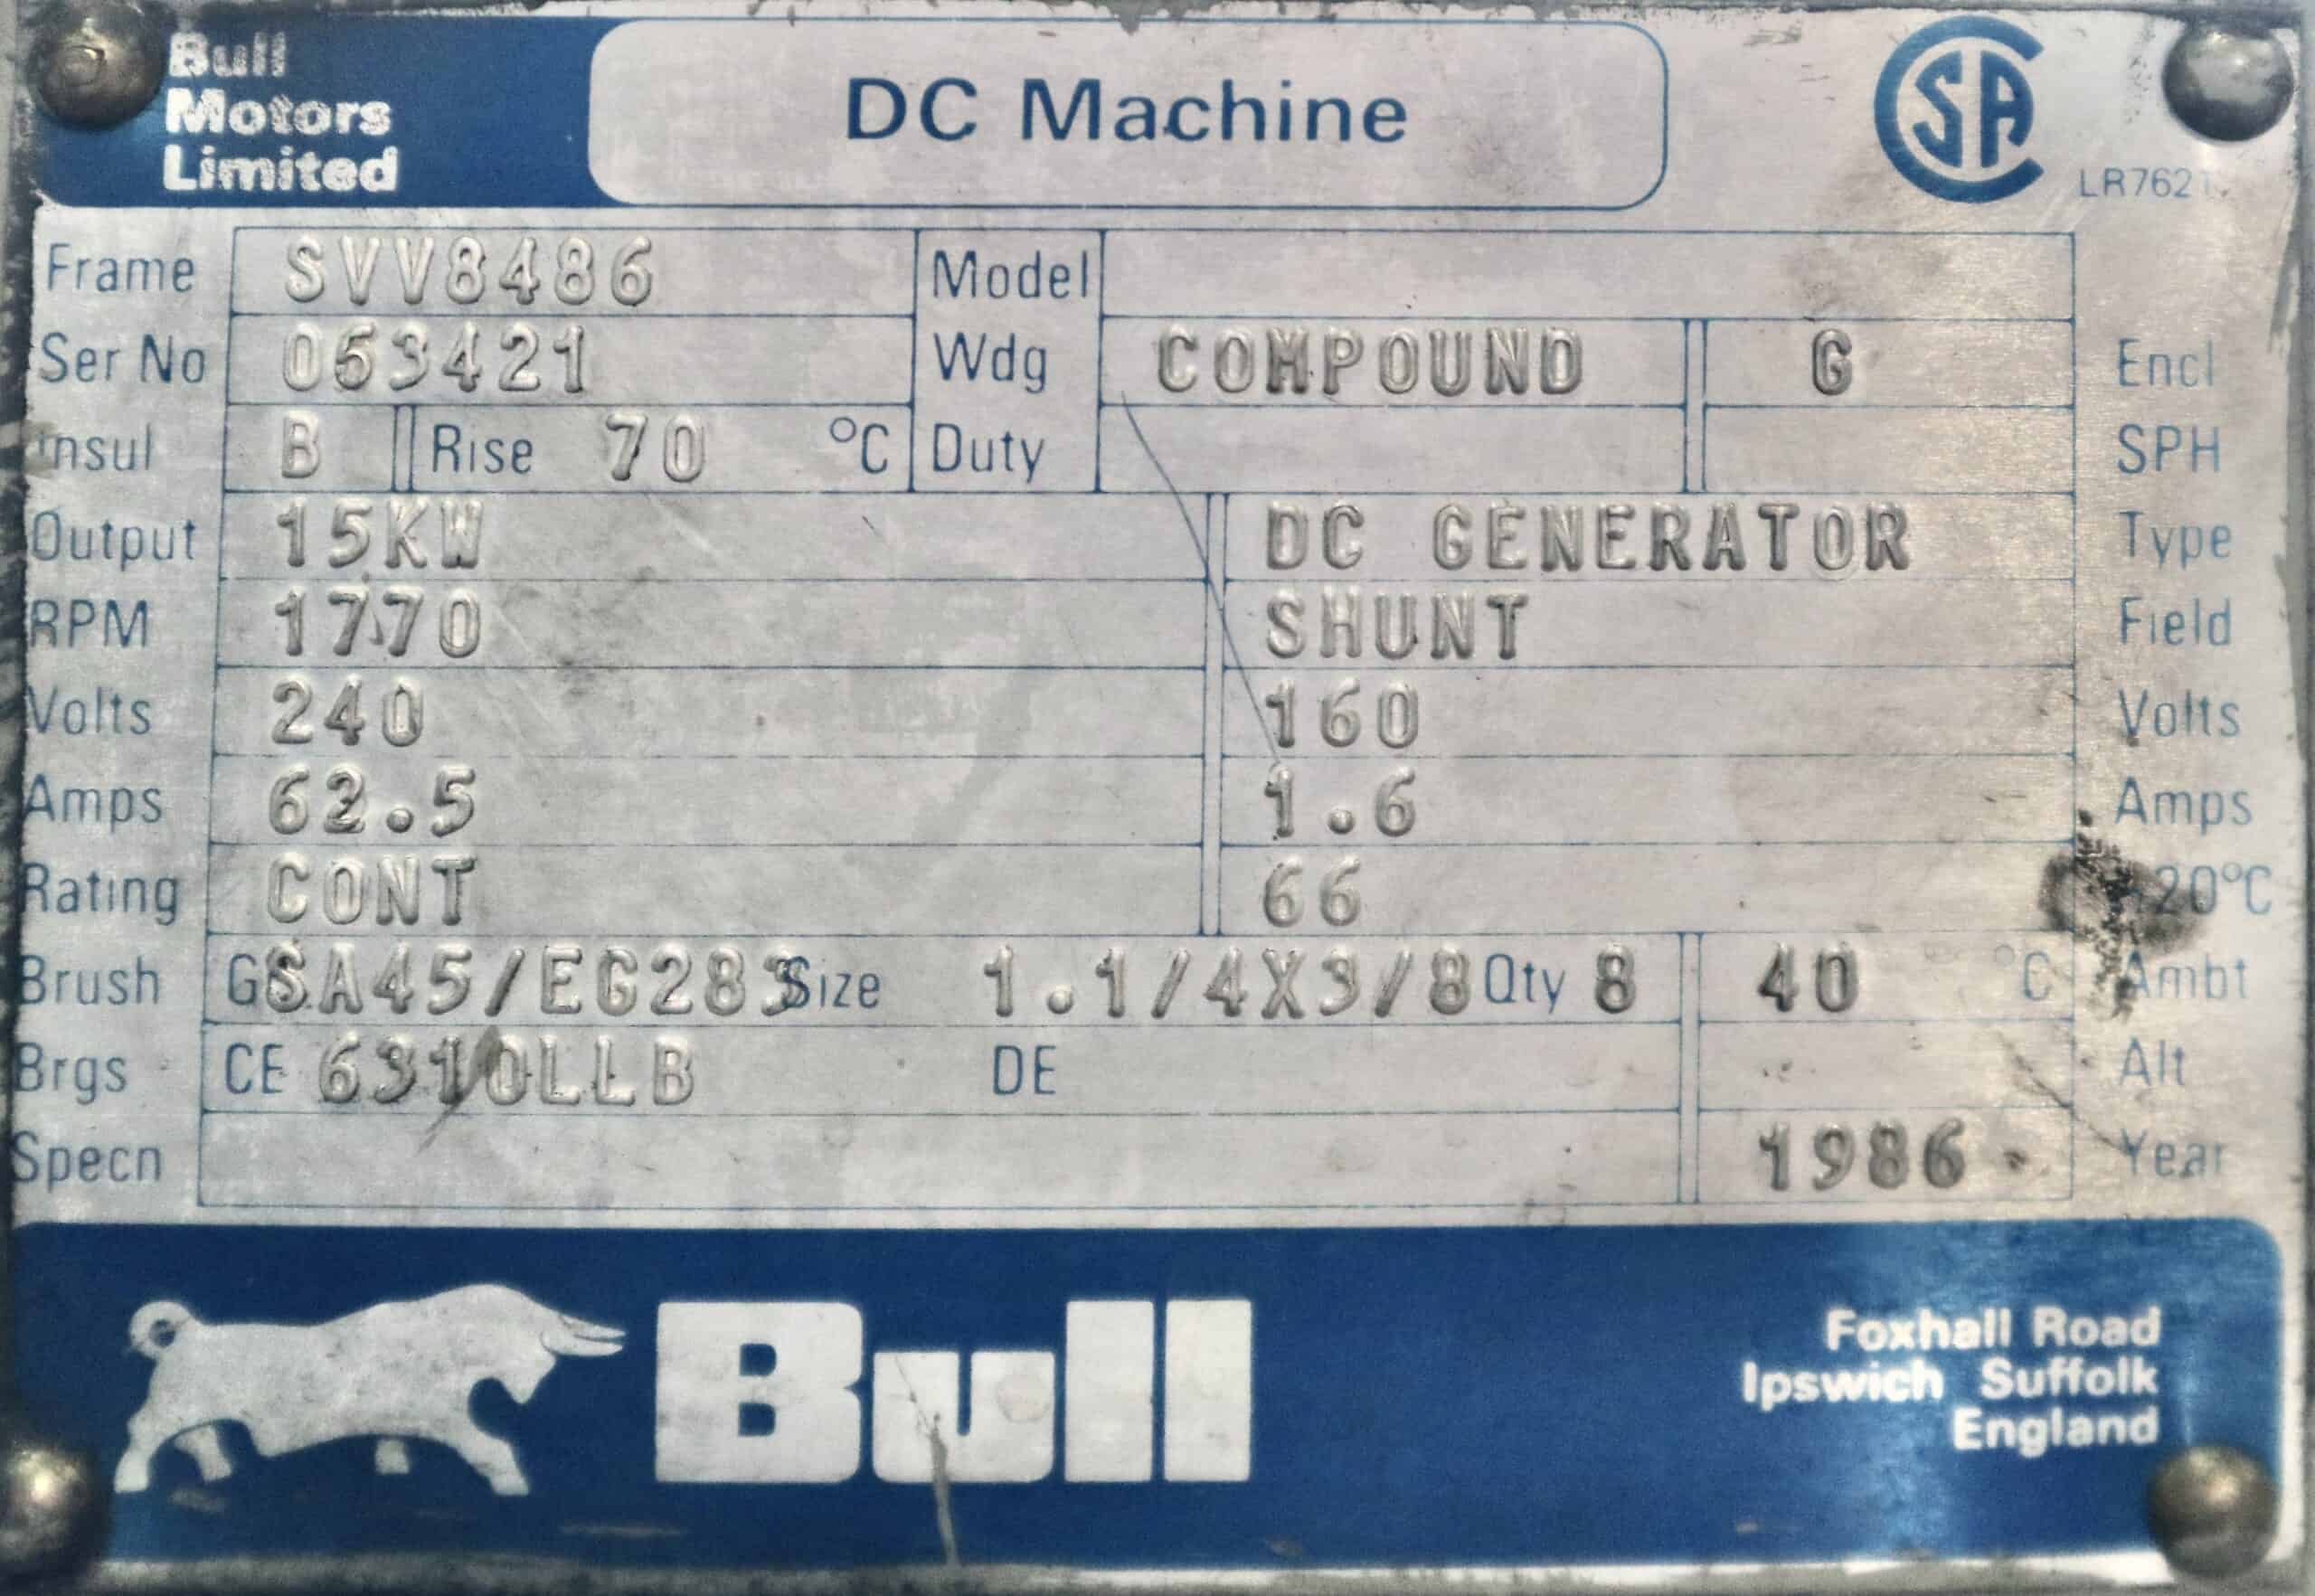 Bull
Motors
Limited
DC Machine
CSA
LR7621
Frame SVV8486 Model
Ser No 053421 Wdg COMPOUND G Encl
Insul B Rise 70 °C Duty SPH
Output 15KW DC GENERATOR Type
RPM 1770 SHUNT Field
Volts 240 160 Volts
Amps 62.5 1.6 Amps
Rating CONT 66 20°C
Brush GSA45/EG283 Size 1.1/4X3/8 Qty 8 40 °C Ambt
Brgs CE 6310LLB DE Alt
Specn 1986 Year
Bull
Foxhall Road
Ipswich Suffolk
England